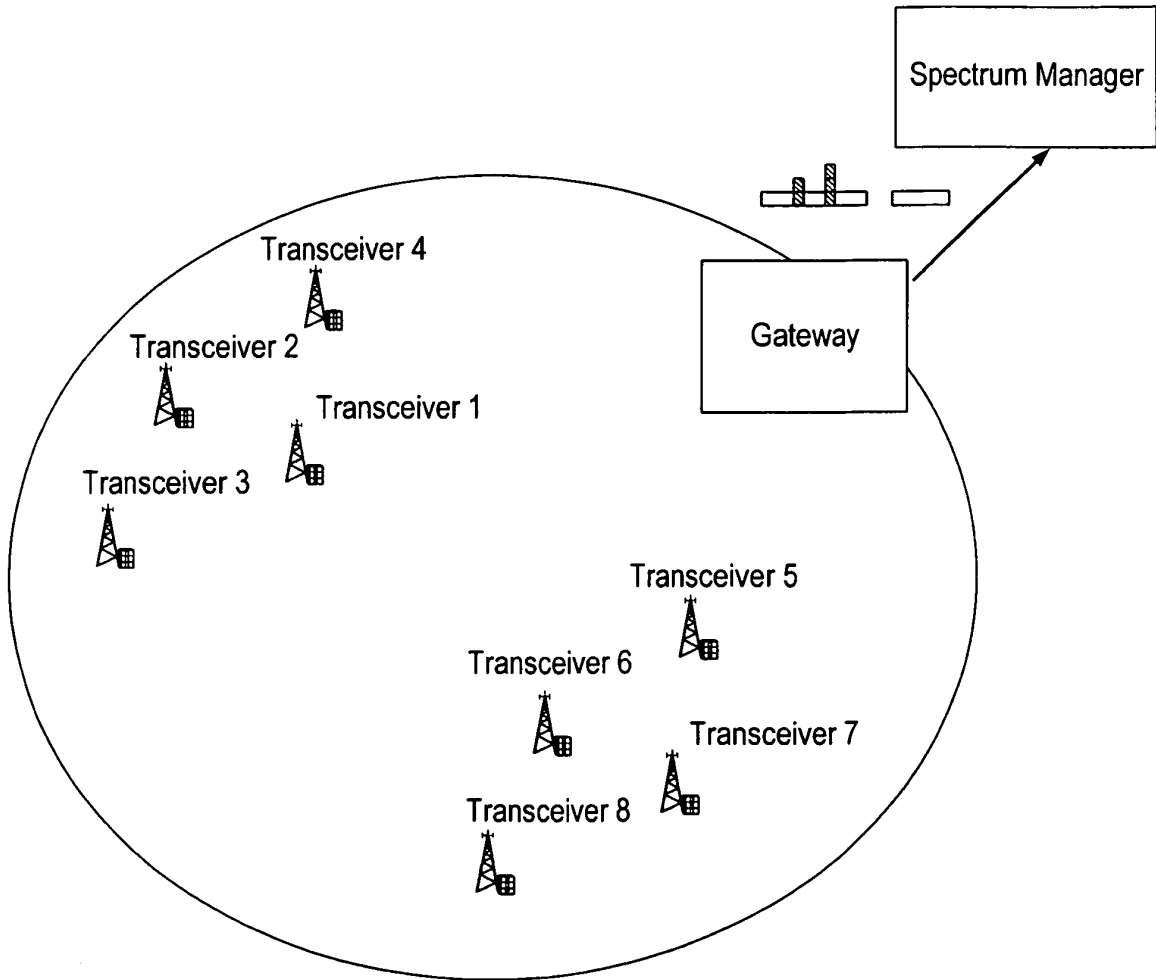 Spectrum Manager
Transceiver 4
Gateway
Transceiver 2
Transceiver 1
Transceiver 3
Transceiver 5
Transceiver 6
Transceiver 7
Transceiver 8